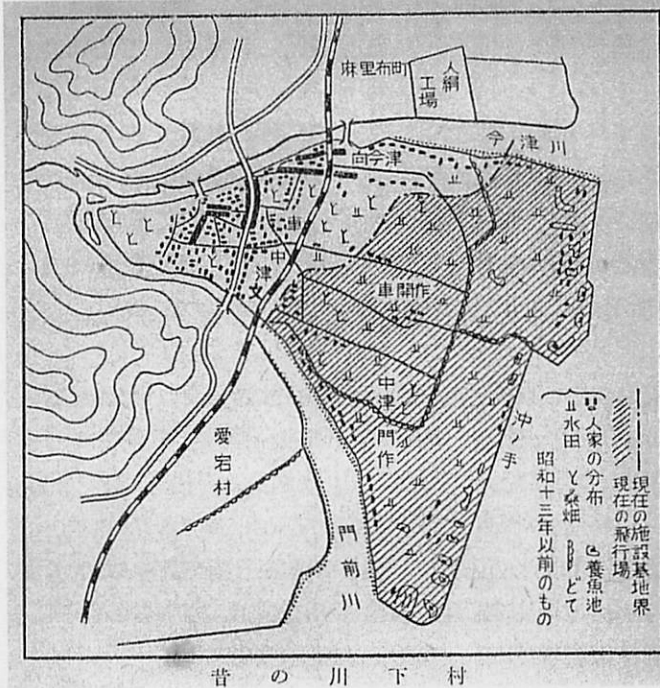 麻里布町
人絹工場
今津川
向今津
車
中津
文
車開作
中津開作
沖ノ手
愛宕村
門前川
現在の施設基地界
現在の飛行場
人家の分布 養魚池
水田 桑畑 どて
昭和十三年以前のもの
昔の川下村